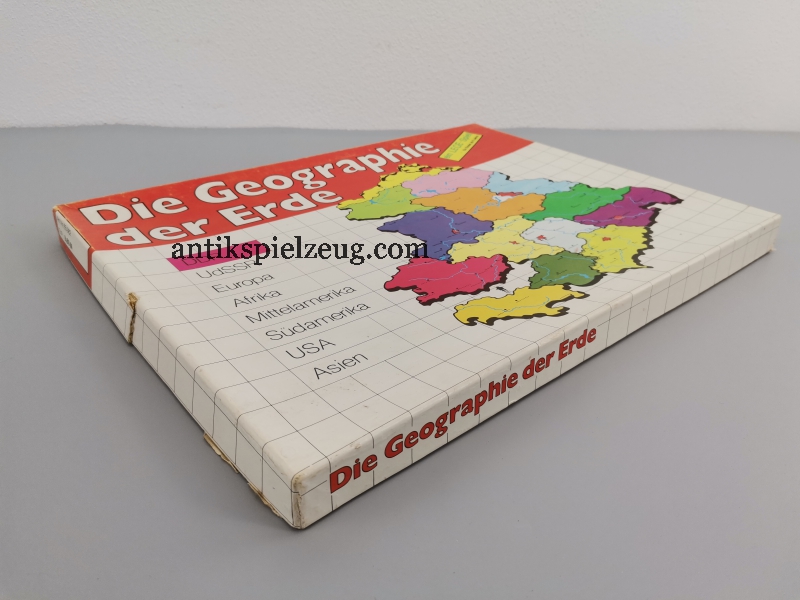 Die Geographie
der Erde
antikspielzeug.com
UdSSR
Europa
Afrika
Mittelamerika
Südamerika
USA
Asien
Die Geographie der Erde